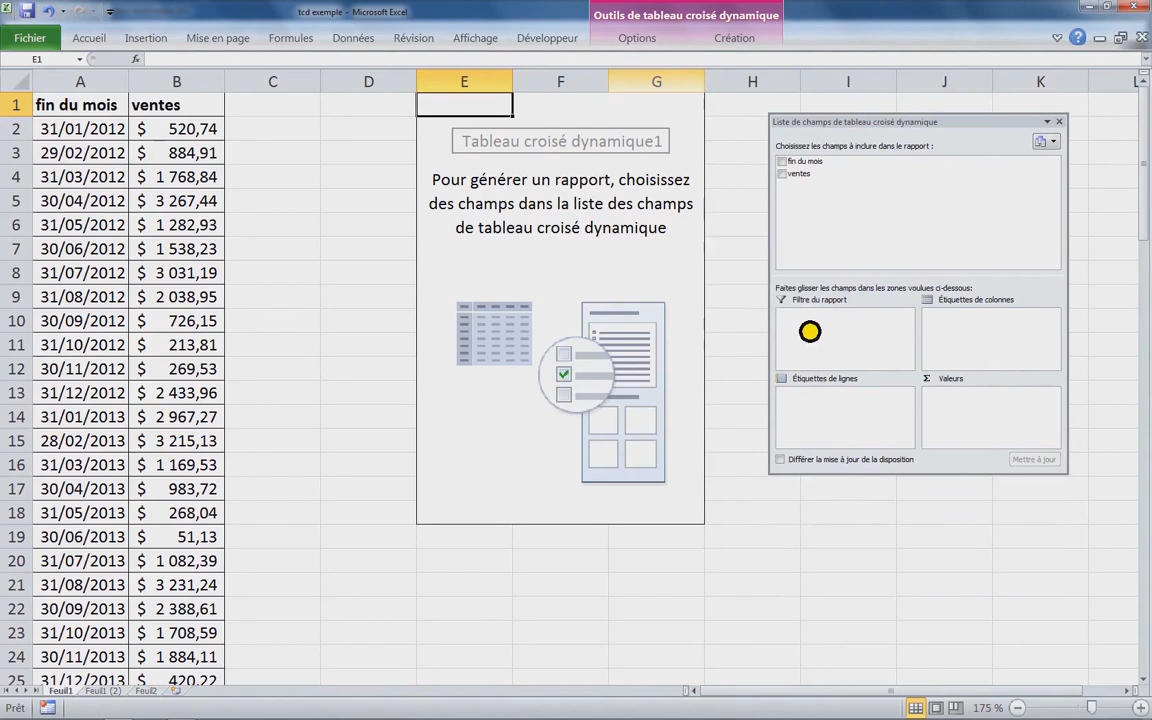 tcd exemple - Microsoft Excel
Outils de tableau croisé dynamique
Fichier Accueil Insertion Mise en page Formules Données Révision Affichage Développeur Options Création
E1 fx
A B C D E F G H I J K L
1 fin du mois ventes
2 31/01/2012 $ 520,74
3 29/02/2012 $ 884,91
4 31/03/2012 $ 1 768,84
5 30/04/2012 $ 3 267,44
6 31/05/2012 $ 1 282,93
7 30/06/2012 $ 1 538,23
8 31/07/2012 $ 3 031,19
9 31/08/2012 $ 2 038,95
10 30/09/2012 $ 726,15
11 31/10/2012 $ 213,81
12 30/11/2012 $ 269,53
13 31/12/2012 $ 2 433,96
14 31/01/2013 $ 2 967,27
15 28/02/2013 $ 3 215,13
16 31/03/2013 $ 1 169,53
17 30/04/2013 $ 983,72
18 31/05/2013 $ 268,04
19 30/06/2013 $ 51,13
20 31/07/2013 $ 1 082,39
21 31/08/2013 $ 3 231,24
22 30/09/2013 $ 2 388,61
23 31/10/2013 $ 1 708,59
24 30/11/2013 $ 1 884,11
25 31/12/2013 $ 420,22
Tableau croisé dynamique1
Pour générer un rapport, choisissez
des champs dans la liste des champs
de tableau croisé dynamique
Liste de champs de tableau croisé dynamique
Choisissez les champs à inclure dans le rapport :
fin du mois
ventes
Faites glisser les champs dans les zones voulues ci-dessous:
Filtre du rapport Étiquettes de colonnes
Étiquettes de lignes Σ Valeurs
Différer la mise à jour de la disposition Mettre à jour
Feuil1 Feuil1 (2) Feuil2
Prêt 175 %